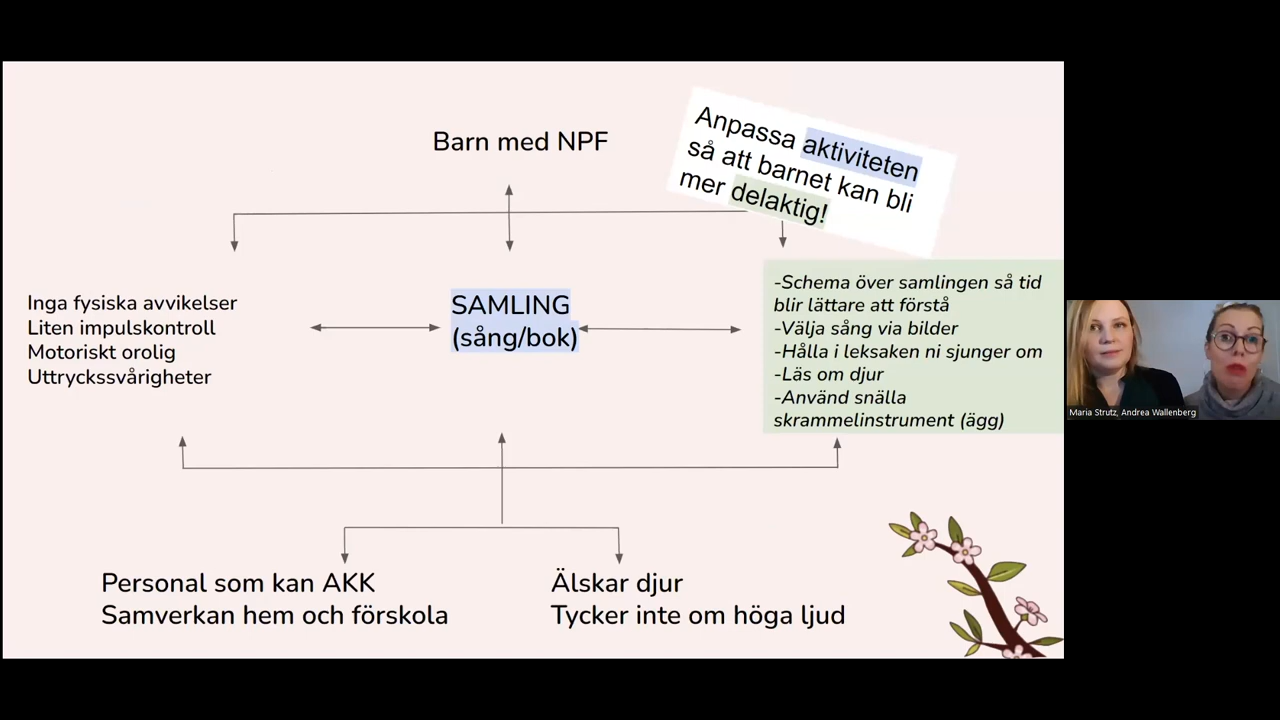 Barn med NPF
Anpassa aktiviteten
så att barnet kan bli
mer delaktig!
Inga fysiska avvikelser
Liten impulskontroll
Motoriskt orolig
Uttryckssvårigheter
SAMLING
(sång/bok)
-Schema över samlingen så tid
blir lättare att förstå
-Välja sång via bilder
-Hålla i leksaken ni sjunger om
-Läs om djur
-Använd snälla
skrammelinstrument (ägg)
Maria Strutz, Andrea Wallenberg
Personal som kan AKK
Samverkan hem och förskola
Älskar djur
Tycker inte om höga ljud